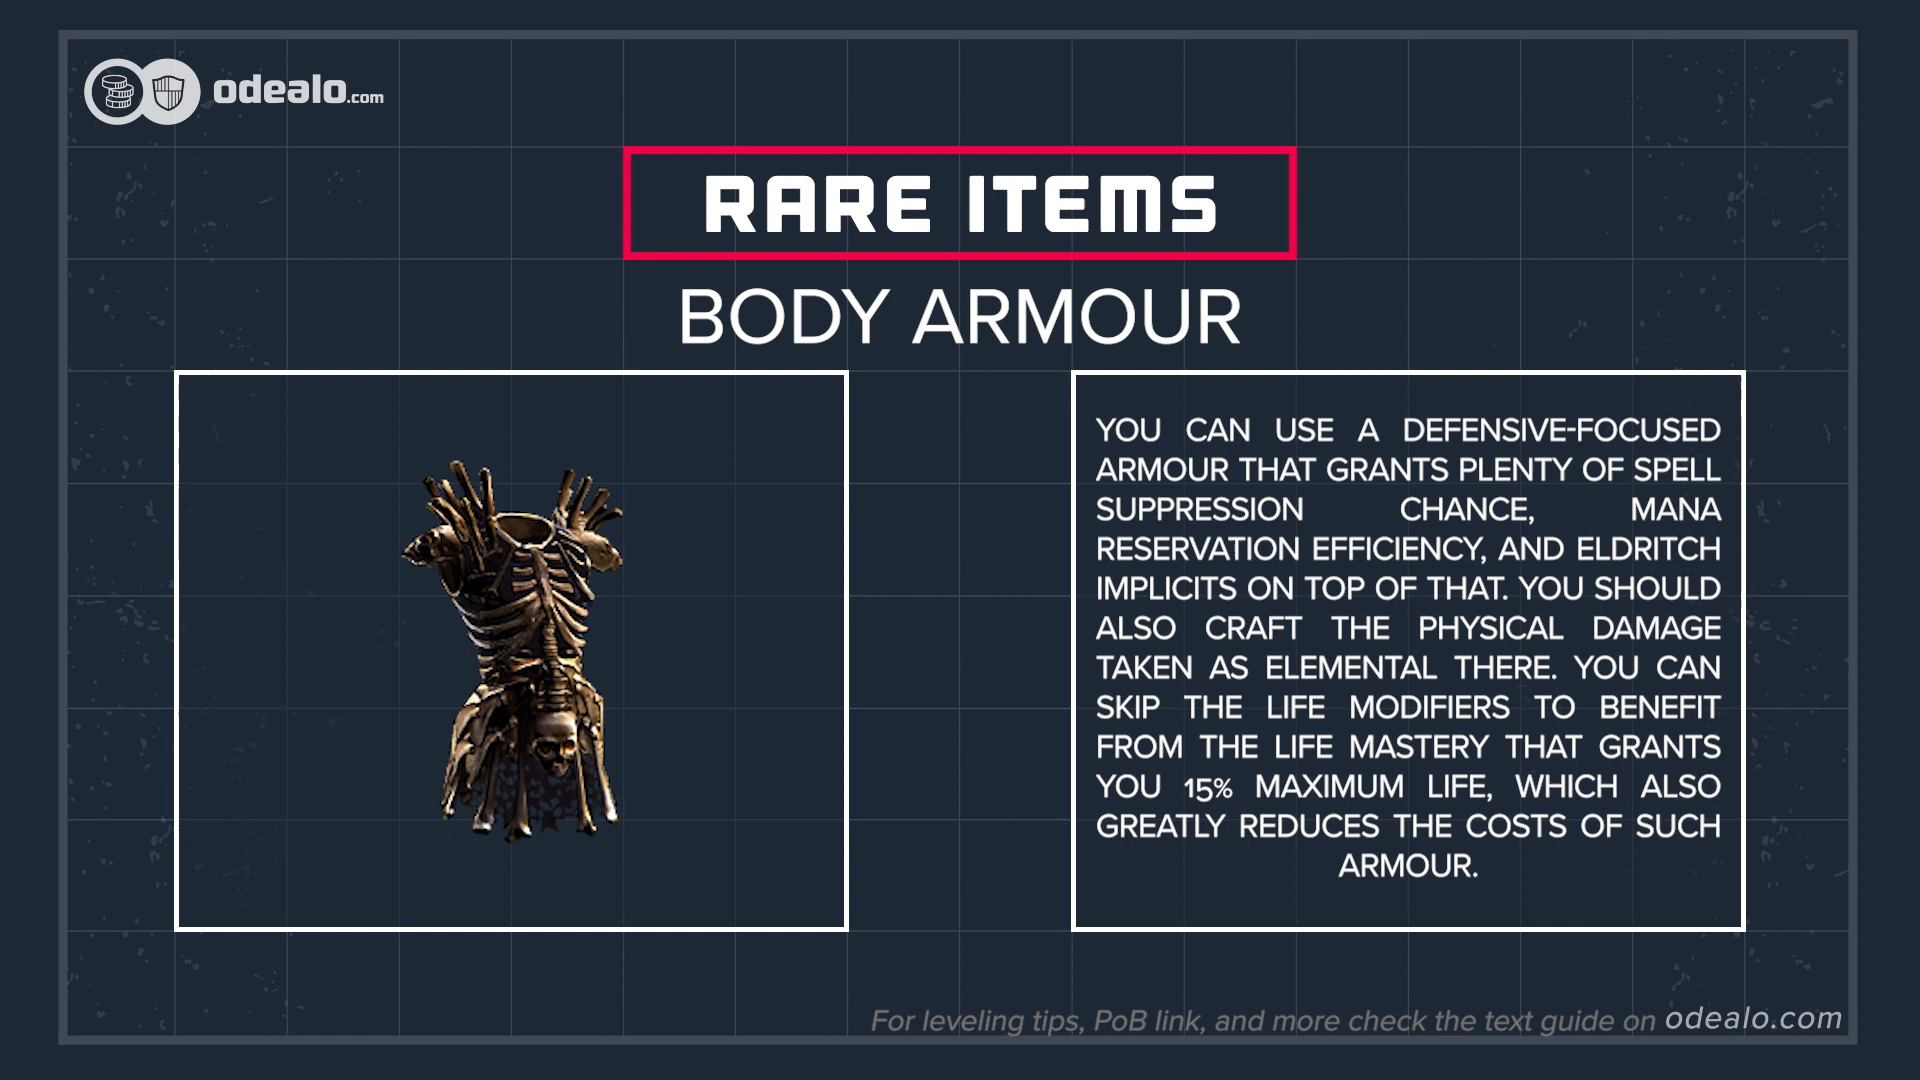 odealo.com
RARE ITEMS
BODY ARMOUR
YOU CAN USE A DEFENSIVE-FOCUSED
ARMOUR THAT GRANTS PLENTY OF SPELL
SUPPRESSION CHANCE, MANA
RESERVATION EFFICIENCY, AND ELDRITCH
IMPLICITS ON TOP OF THAT. YOU SHOULD
ALSO CRAFT THE PHYSICAL DAMAGE
TAKEN AS ELEMENTAL THERE. YOU CAN
SKIP THE LIFE MODIFIERS TO BENEFIT
FROM THE LIFE MASTERY THAT GRANTS
YOU 15% MAXIMUM LIFE, WHICH ALSO
GREATLY REDUCES THE COSTS OF SUCH
ARMOUR.
For leveling tips, PoB link, and more check the text guide on odealo.com